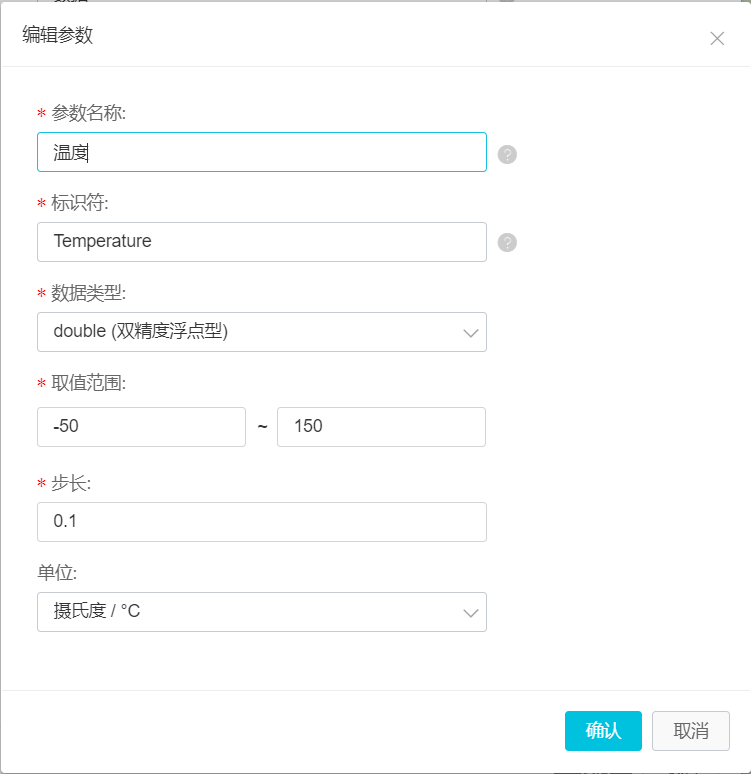 编辑参数
* 参数名称:
温度
?
* 标识符:
Temperature
?
* 数据类型:
double (双精度浮点型)
* 取值范围:
-50 ~ 150
* 步长:
0.1
单位:
摄氏度 / °C
确认 取消